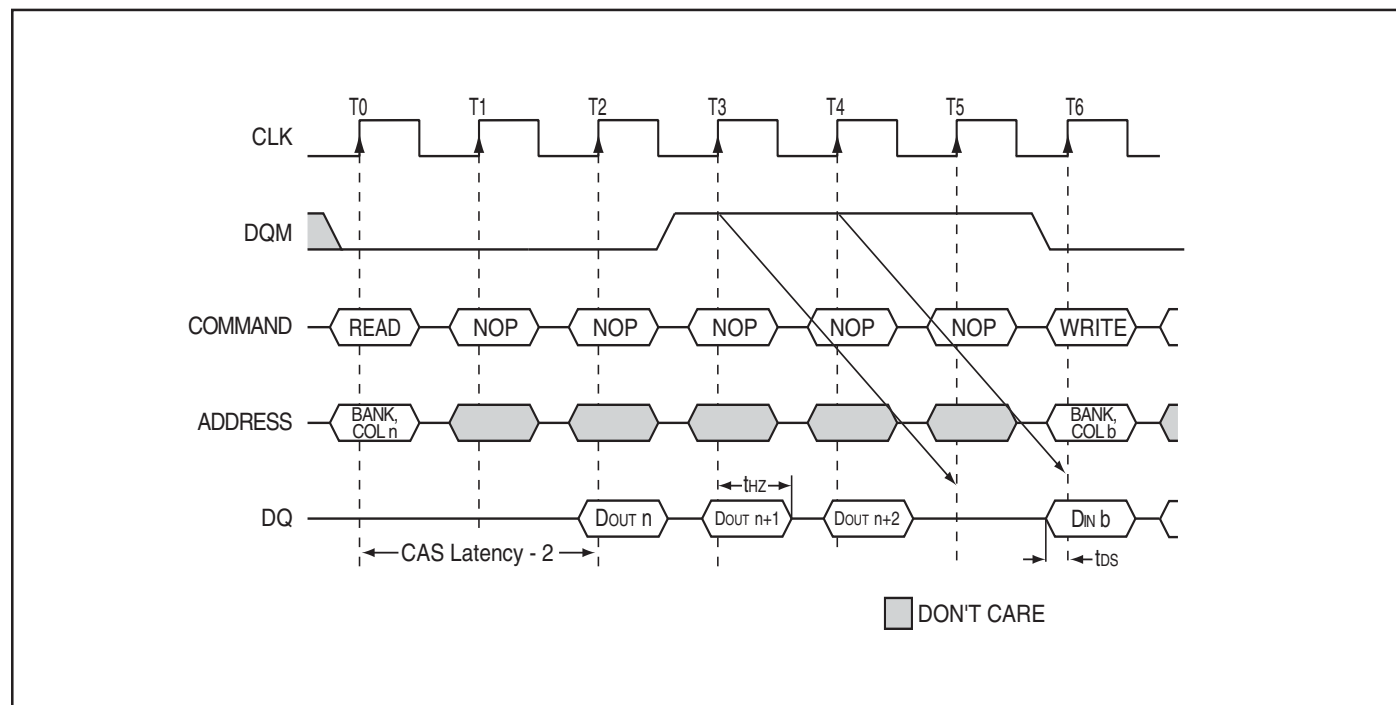 T0 T1 T2 T3 T4 T5 T6
CLK
DQM
COMMAND READ NOP NOP NOP NOP NOP WRITE
ADDRESS BANK, COL n BANK, COL b
tHZ
DQ DOUT n DOUT n+1 DOUT n+2 DIN b
CAS Latency - 2 tDS
DON'T CARE